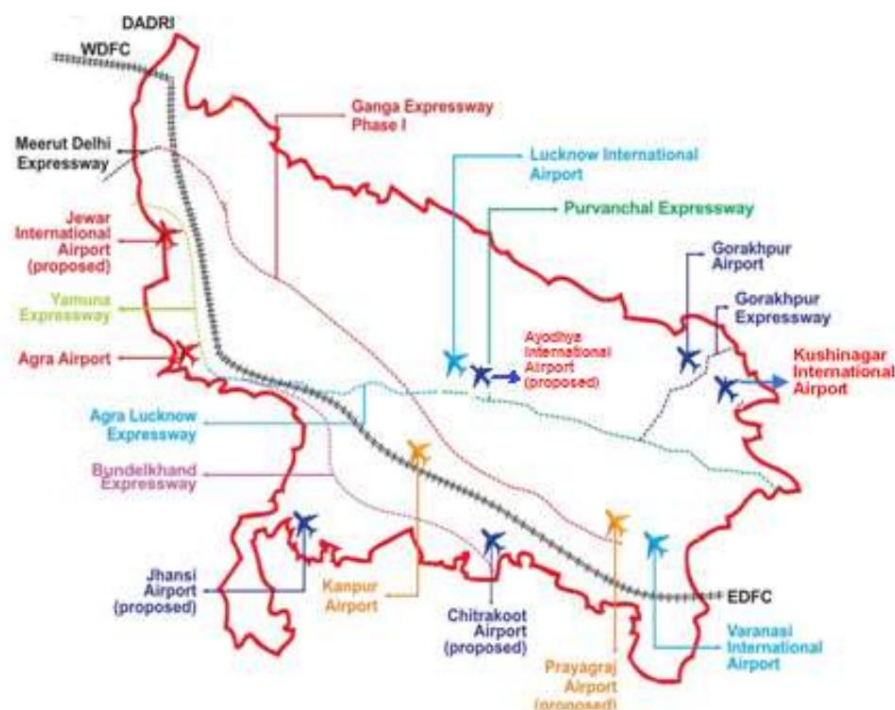 DADRI
WDFC
Ganga Expressway
Phase I
Meerut Delhi
Expressway
Lucknow International
Airport
Purvanchal Expressway
Jewar
International
Airport
(proposed)
Gorakhpur
Airport
Gorakhpur
Expressway
Yamuna
Expressway
Ayodhya
International
Airport
(proposed)
Agra Airport
Kushinagar
International
Airport
Agra Lucknow
Expressway
Bundelkhand
Expressway
Jhansi
Airport
(proposed)
Kanpur
Airport
Chitrakoot
Airport
(proposed)
EDFC
Varanasi
International
Airport
Prayagraj
Airport
(proposed)